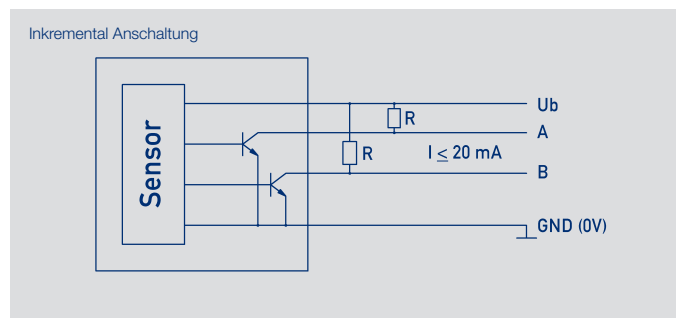 Inkremental Anschaltung
Sensor
Ub
R
A
R
I ≤ 20 mA
B
GND (0V)